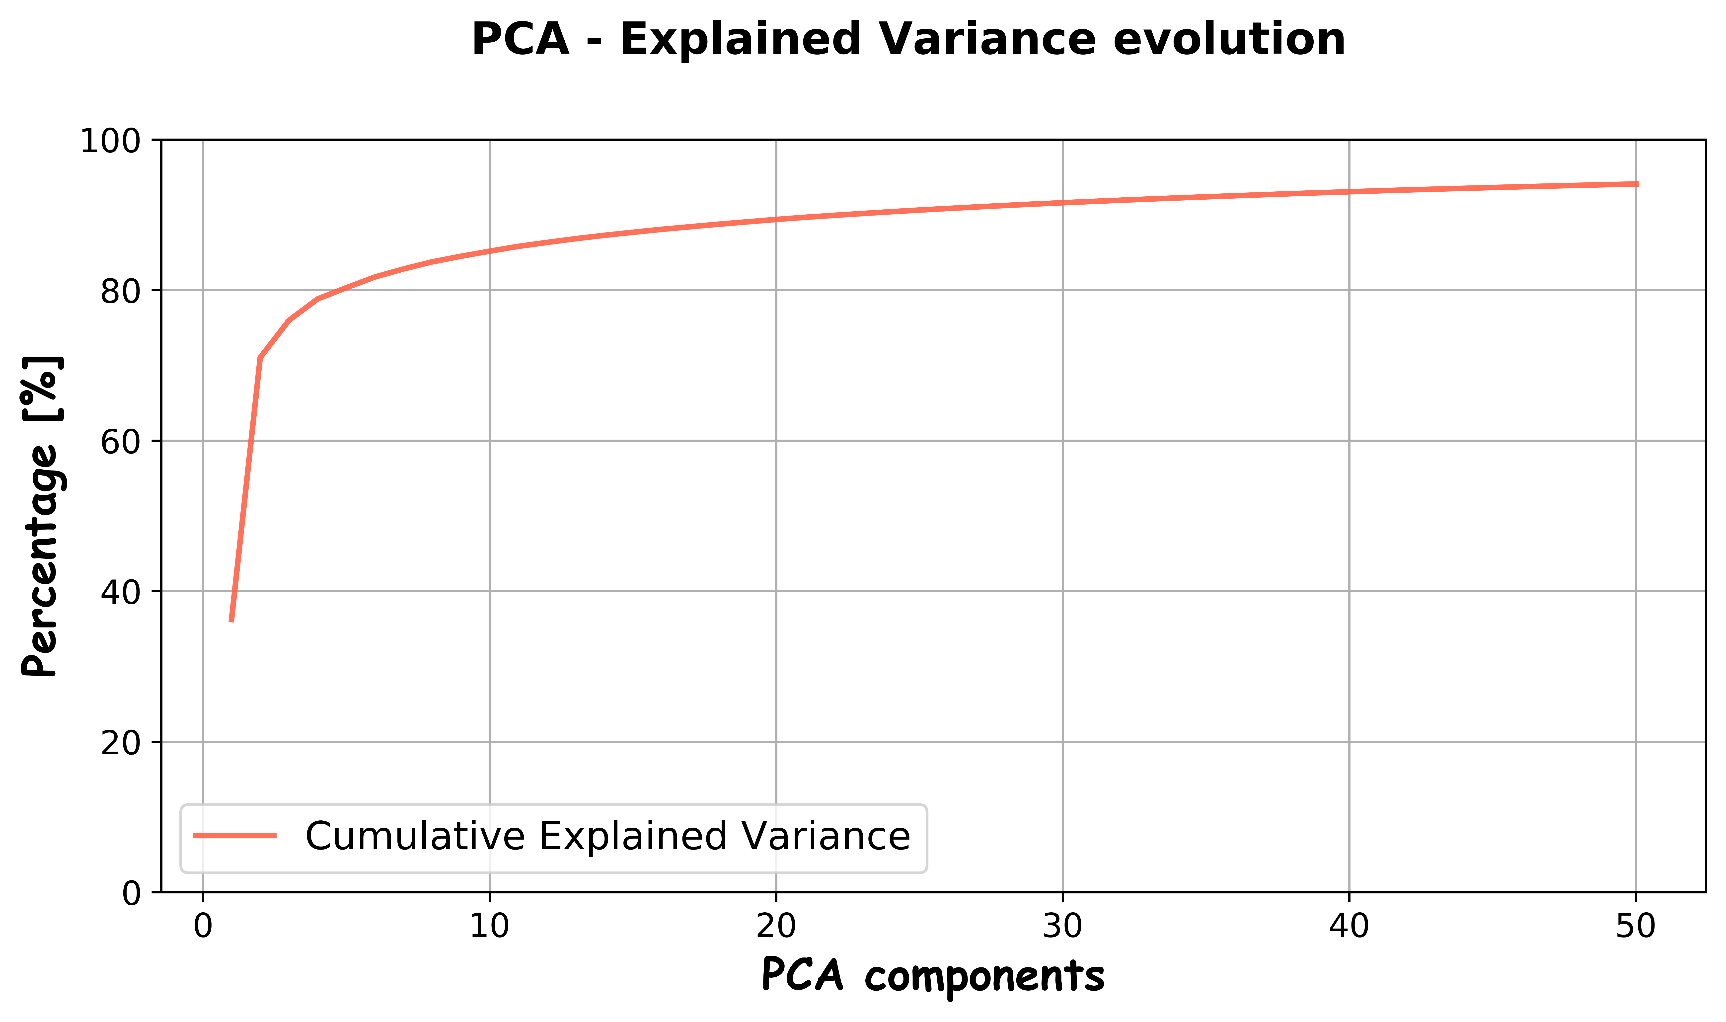 PCA - Explained Variance evolution
100
80
60
40
20
0
Percentage [%]
Cumulative Explained Variance
0 10 20 30 40 50
PCA components